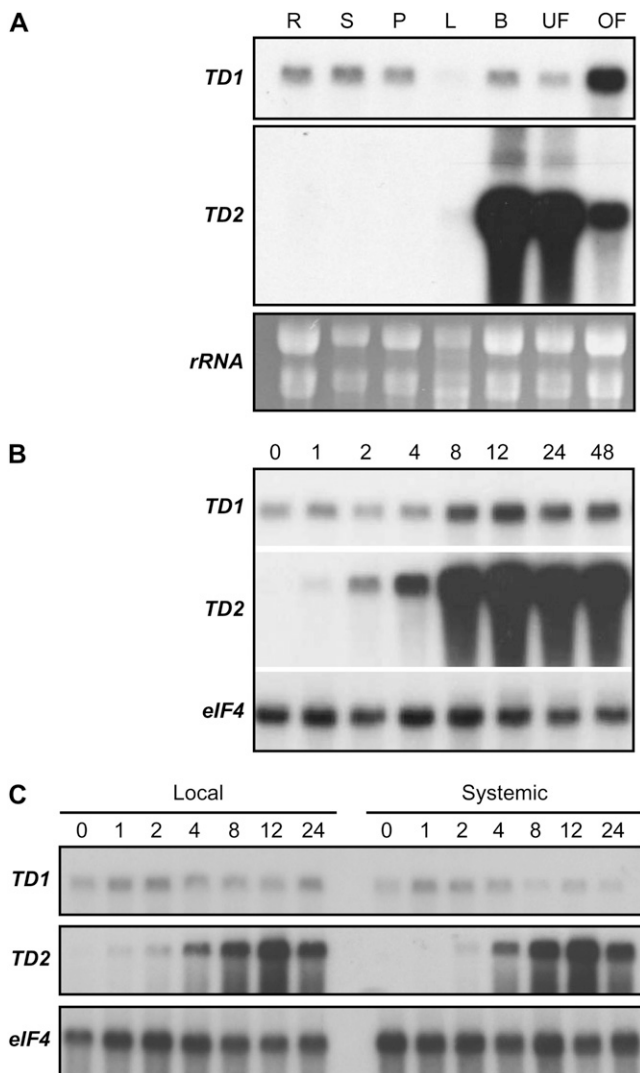 A
R S P L B UF OF
TD1
TD2
rRNA
B
0 1 2 4 8 12 24 48
TD1
TD2
eIF4
C
Local Systemic
0 1 2 4 8 12 24 0 1 2 4 8 12 24
TD1
TD2
eIF4